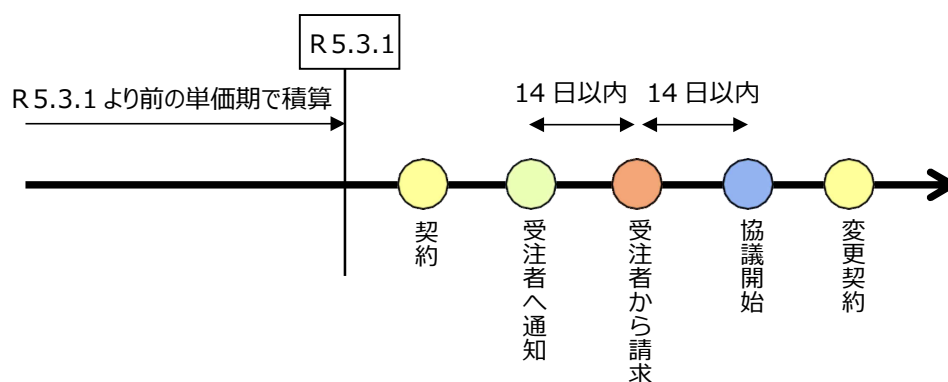 R5.3.1
R5.3.1より前の単価期で積算
14日以内
14日以内
契約
受注者へ通知
受注者から請求
協議開始
変更契約